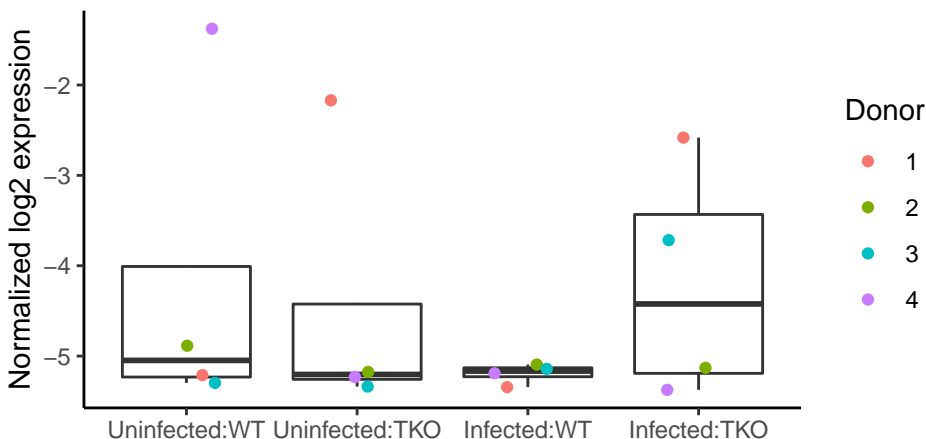 Normalized log2 expression
−2
−3
−4
−5
Uninfected:WT
Uninfected:TKO
Infected:WT
Infected:TKO
Donor
1
2
3
4